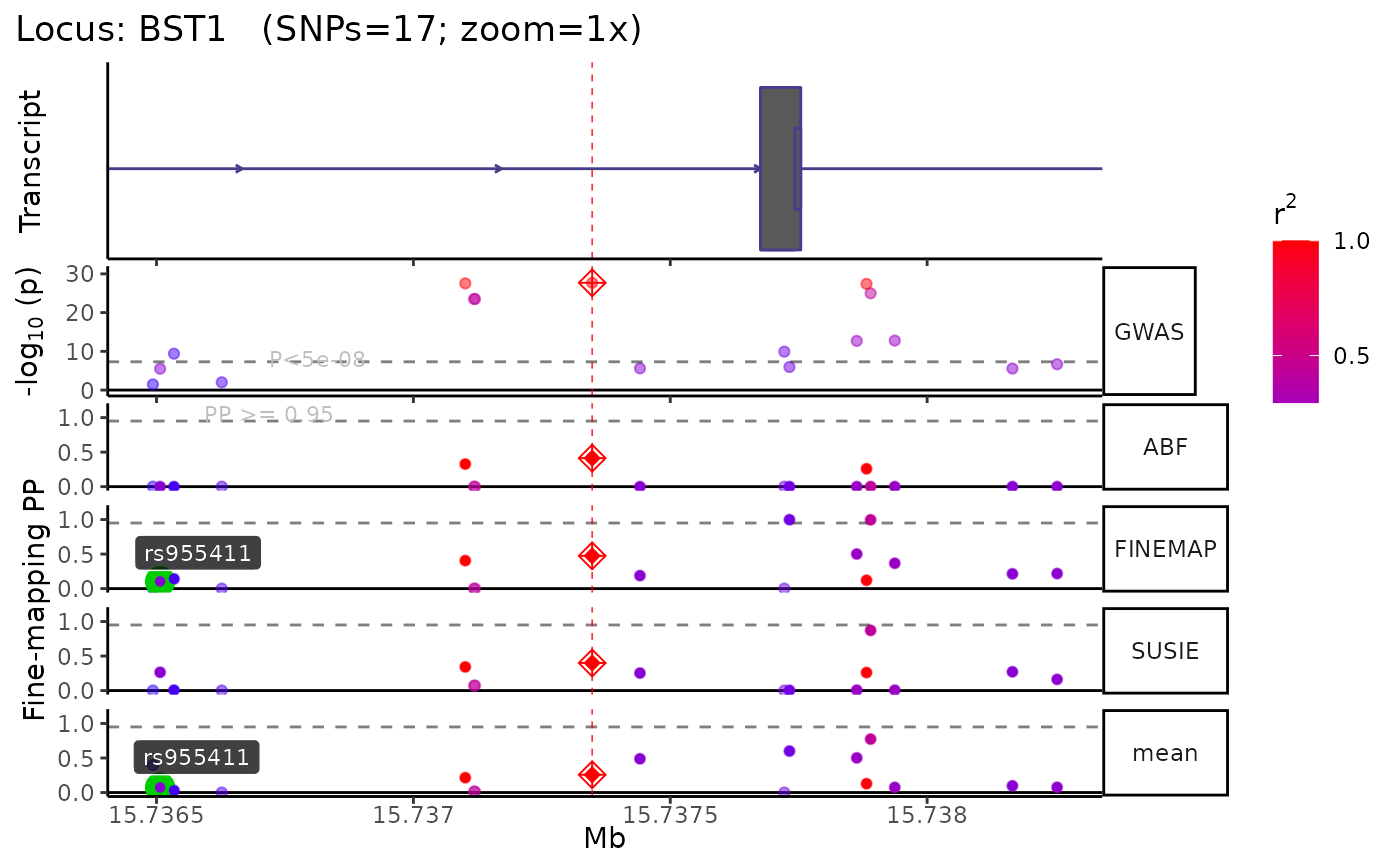 Locus: BST1 (SNPs=17; zoom=1x)
Transcript
r2
1.0
0.5
-log10 (p)
30
20
10
0
P<5e-08
GWAS
Fine-mapping PP
PP >= 0.95
1.0
0.5
0.0
ABF
1.0
0.5
0.0
rs955411
FINEMAP
1.0
0.5
0.0
SUSIE
1.0
0.5
0.0
rs955411
mean
15.7365 15.737 15.7375 15.738
Mb